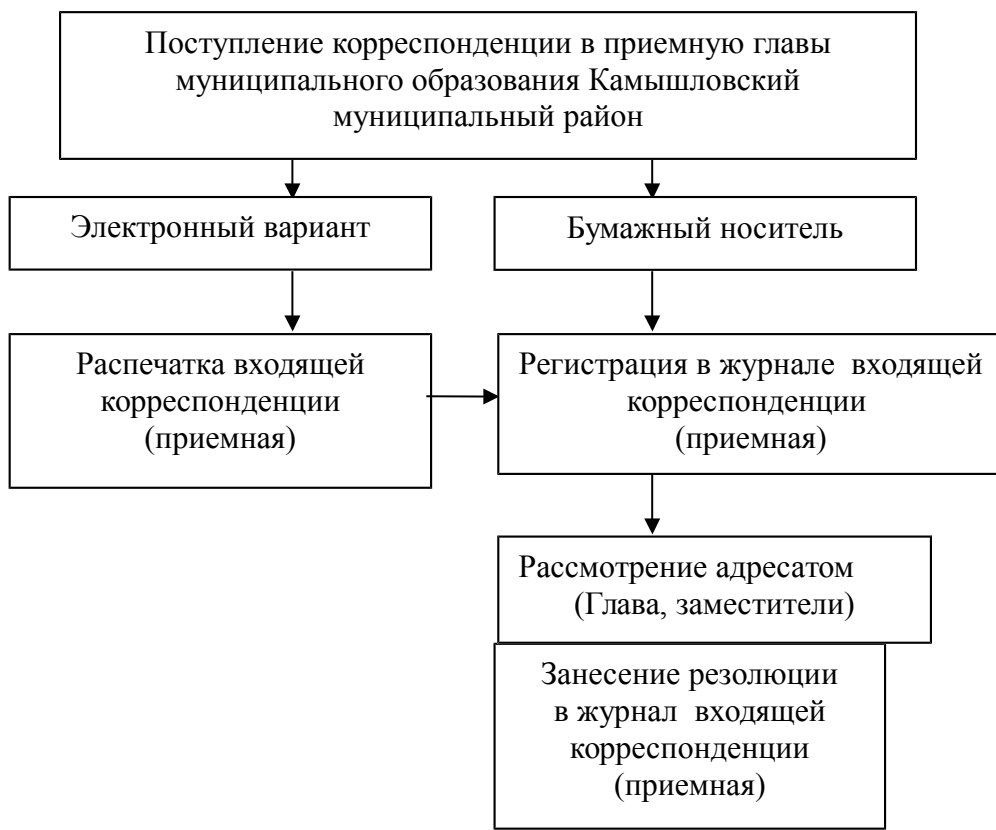 Поступление корреспонденции в приемную главы
муниципального образования Камышловский
муниципальный район
Электронный вариант
Бумажный носитель
Распечатка входящей
корреспонденции
(приемная)
Регистрация в журнале входящей
корреспонденции
(приемная)
Рассмотрение адресатом
(Глава, заместители)
Занесение резолюции
в журнал входящей
корреспонденции
(приемная)